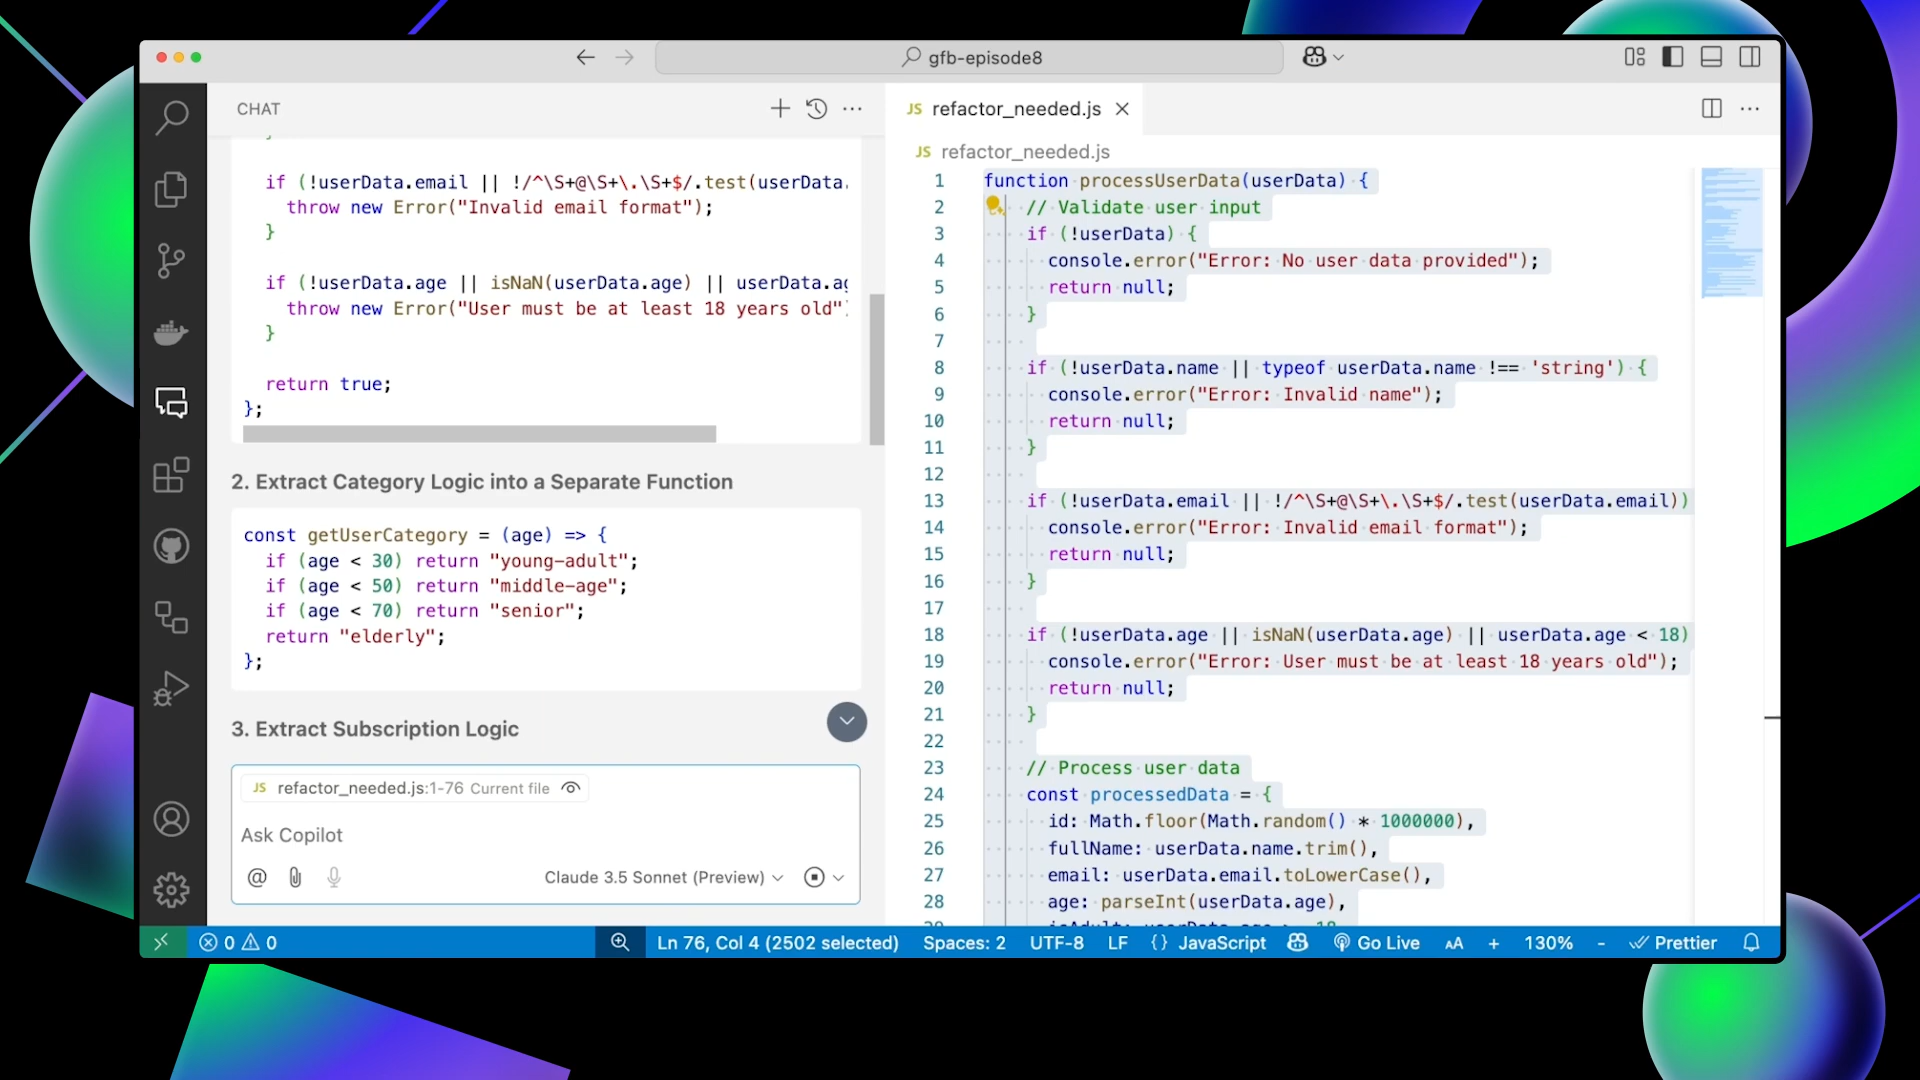 gfb-episode8
CHAT
}
if (!userData.email || !/^\S+@\S+\.\S+$/.test(userData.
throw new Error("Invalid email format");
}
if (!userData.age || isNaN(userData.age) || userData.ag
throw new Error("User must be at least 18 years old"
}
return true;
};
2. Extract Category Logic into a Separate Function
const getUserCategory = (age) => {
if (age < 30) return "young-adult";
if (age < 50) return "middle-age";
if (age < 70) return "senior";
return "elderly";
};
3. Extract Subscription Logic
JS refactor_needed.js:1-76 Current file
Ask Copilot
@
Claude 3.5 Sonnet (Preview)
JS refactor_needed.js
JS refactor_needed.js
1 function processUserData(userData) {
2 // Validate user input
3 if (!userData) {
4 console.error("Error: No user data provided");
5 return null;
6 }
7
8 if (!userData.name || typeof userData.name !== 'string') {
9 console.error("Error: Invalid name");
10 return null;
11 }
12
13 if (!userData.email || !/^\S+@\S+\.\S+$/.test(userData.email))
14 console.error("Error: Invalid email format");
15 return null;
16 }
17
18 if (!userData.age || isNaN(userData.age) || userData.age < 18)
19 console.error("Error: User must be at least 18 years old");
20 return null;
21 }
22
23 // Process user data
24 const processedData = {
25 id: Math.floor(Math.random() * 1000000),
26 fullName: userData.name.trim(),
27 email: userData.email.toLowerCase(),
28 age: parseInt(userData.age),
0 0
Ln 76, Col 4 (2502 selected)
Spaces: 2
UTF-8
LF
{} JavaScript
Go Live
AA
+
130%
-
Prettier